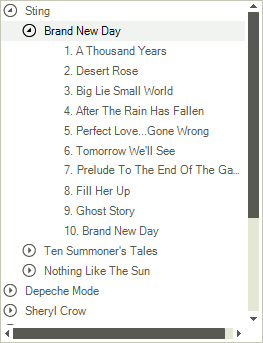 Sting
Brand New Day
1. A Thousand Years
2. Desert Rose
3. Big Lie Small World
4. After The Rain Has Fallen
5. Perfect Love...Gone Wrong
6. Tomorrow We'll See
7. Prelude To The End Of The Ga...
8. Fill Her Up
9. Ghost Story
10. Brand New Day
Ten Summoner's Tales
Nothing Like The Sun
Depeche Mode
Sheryl Crow